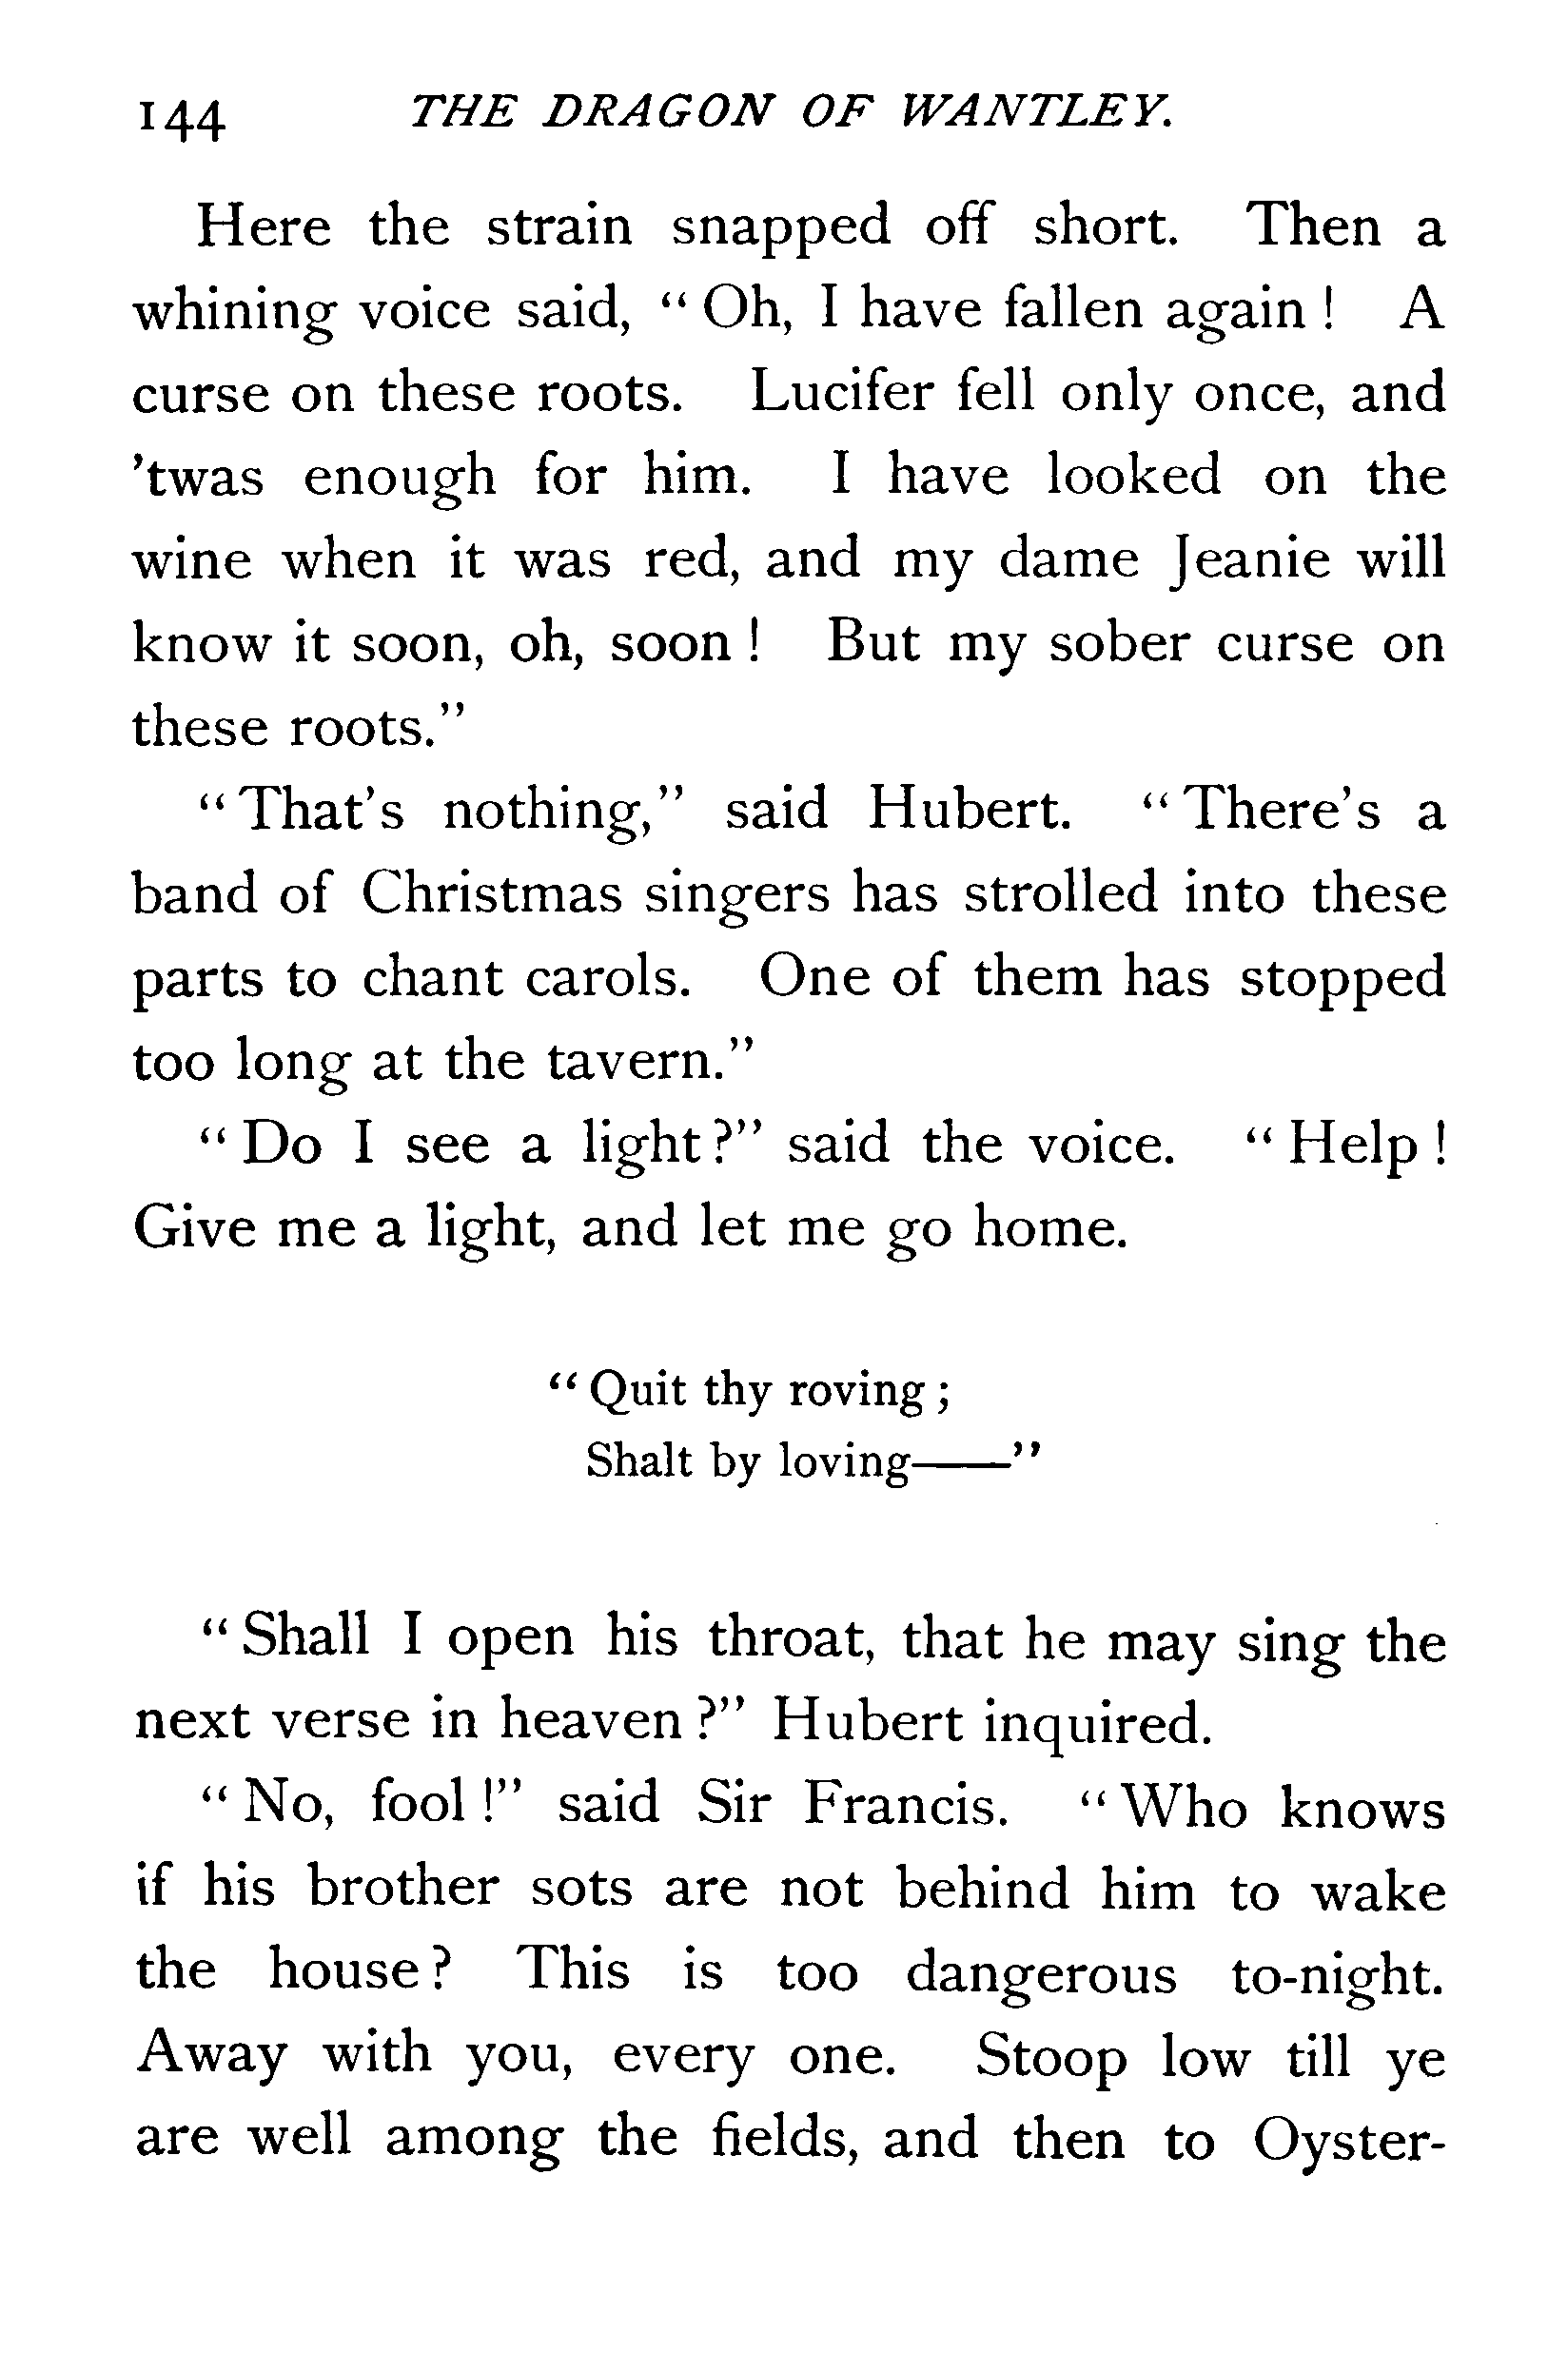 144 THE DRAGON OF WANTLEY.
Here the strain snapped off short. Then a
whining voice said, “ Oh, I have fallen again ! A
curse on these roots. Lucifer fell only once, and
’twas enough for him. I have looked on the
wine when it was red, and my dame Jeanie will
know it soon, oh, soon ! But my sober curse on
these roots.”
“ That’s nothing,” said Hubert. “ There’s a
band of Christmas singers has strolled into these
parts to chant carols. One of them has stopped
too long at the tavern.”
“ Do I see a light ?” said the voice. “ Help !
Give me a light, and let me go home.
“ Quit thy roving ;
Shalt by loving——”
“ Shall I open his throat, that he may sing the
next verse in heaven ?” Hubert inquired.
“ No, fool !” said Sir Francis. “ Who knows
if his brother sots are not behind him to wake
the house ? This is too dangerous to-night.
Away with you, every one. Stoop low till ye
are well among the fields, and then to Oyster-